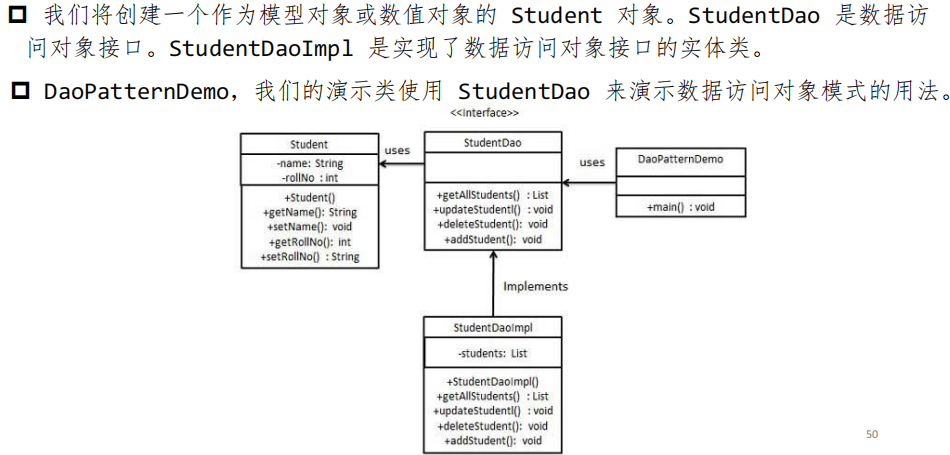 我们将创建一个作为模型对象或数值对象的 Student 对象。StudentDao 是数据访
问对象接口。StudentDaoImpl 是实现了数据访问对象接口的实体类。
DaoPatternDemo，我们的演示类使用 StudentDao 来演示数据访问对象模式的用法。
<<Interface>>
Student
-name: String
-rollNo : int
+Student()
+getName(): String
+setName(): void
+getRollNo(): int
+setRollNo() : String
uses
StudentDao
+getAllStudents() : List
+updateStudentl() : void
+deleteStudent(): void
+addStudent(): void
uses
DaoPatternDemo
+main() : void
Implements
StudentDaoImpl
-students: List
+StudentDaoImpl()
+getAllStudents() : List
+updateStudentl() : void
+deleteStudent(): void
+addStudent(): void
50